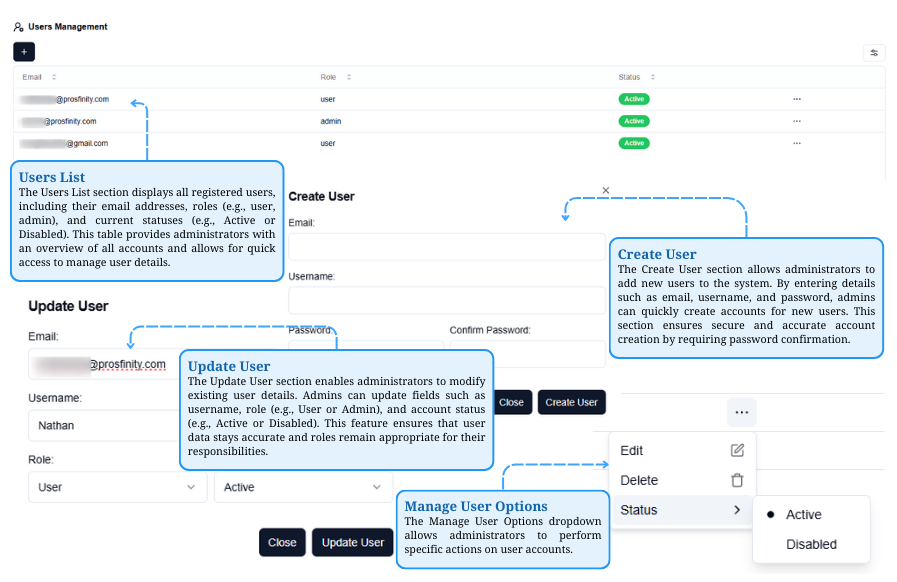 Users Management
+
Email Role Status
@prosfinity.com user Active ...
@prosfinity.com admin Active ...
@gmail.com user Active
Users List
The Users List section displays all registered users,
including their email addresses, roles (e.g., user,
admin), and current statuses (e.g., Active or
Disabled). This table provides administrators with
an overview of all accounts and allows for quick
access to manage user details.
Create User
Email:
Username:
Password:
Confirm Password:
Close
Create User
Create User
The Create User section allows administrators to
add new users to the system. By entering details
such as email, username, and password, admins
can quickly create accounts for new users. This
section ensures secure and accurate account
creation by requiring password confirmation.
Update User
Email:
@prosfinity.com
Username:
Nathan
Role:
User
Active
Close
Update User
Update User
The Update User section enables administrators to modify
existing user details. Admins can update fields such as
username, role (e.g., User or Admin), and account status
(e.g., Active or Disabled). This feature ensures that user
data stays accurate and roles remain appropriate for their
responsibilities.
Manage User Options
The Manage User Options dropdown
allows administrators to perform
specific actions on user accounts.
...
Edit
Delete
Status
Active
Disabled